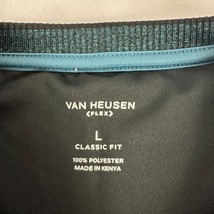 VAN HEUSEN
FLEX
L
CLASSIC FIT
100% POLYESTER
MADE IN KENYA